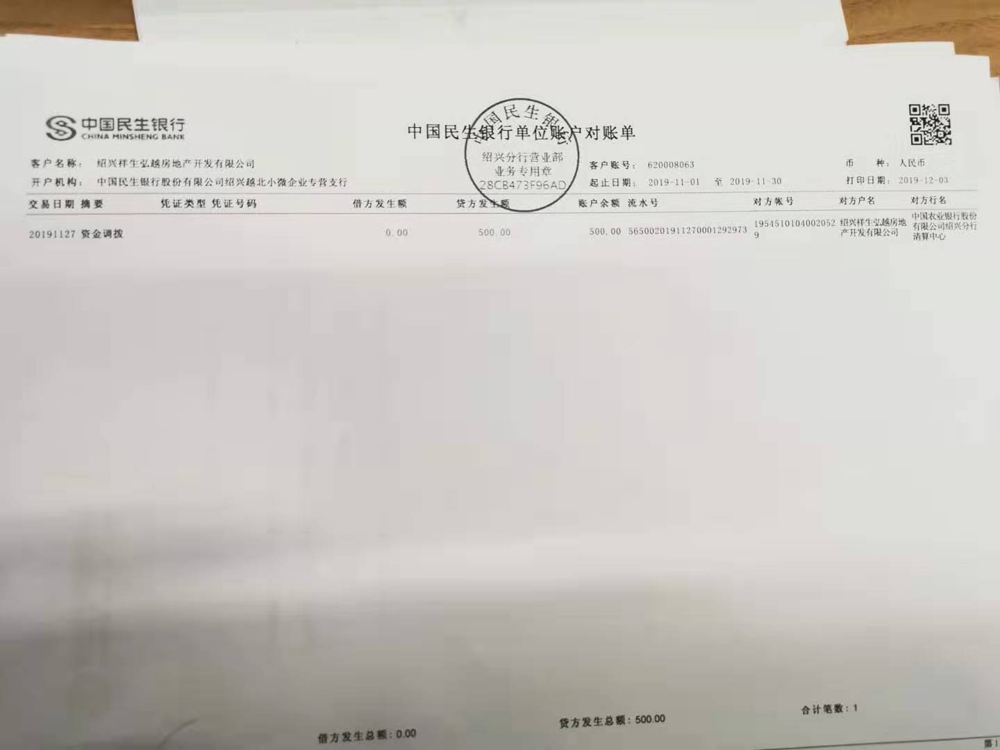 中国民生银行
CHINA MINSHENG BANK
中国民生银行
中国民生银行单位账户对账单
绍兴分行营业部
业务专用章
28CB473F96AD
客户名称： 绍兴祥生弘越房地产开发有限公司
客户账号： 620008063
币 种： 人民币
开户机构： 中国民生银行股份有限公司绍兴越北小微企业专营支行
起止日期： 2019-11-01 至 2019-11-30
打印日期： 2019-12-03
交易日期 摘要 凭证类型 凭证号码 借方发生额 贷方发生额 账户余额 流水号 对方帐号 对方户名 对方行名
20191127 资金调拨 0.00 500.00 500.00 56500201911270001292973
1954510104002052
9
绍兴祥生弘越房地
产开发有限公司
中国农业银行股份
有限公司绍兴分行
清算中心
借方发生总额：0.00
贷方发生总额：500.00
合计笔数：1
第1